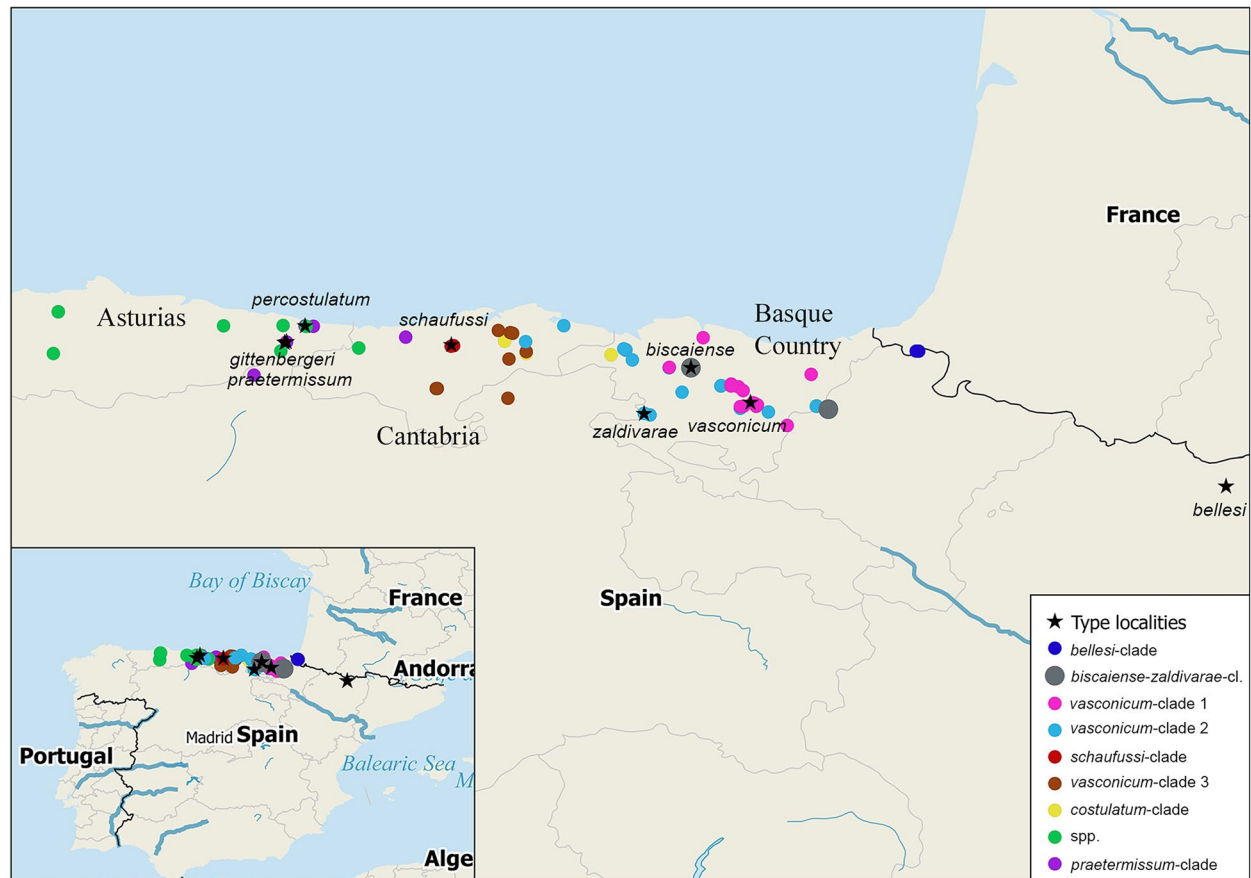 France
percostulatum
Asturias
schaufussi
Basque
Country
gittenbergeri
praetermissum
biscaiense
Cantabria
zaldivarae
vasconicum
bellesi
Spain
Bay of Biscay
France
Andorra
Madrid Spain
Portugal
Balearic Sea
M
Alge
Type localities
bellesi-clade
biscaiense-zaldivarae-cl.
vasconicum-clade 1
vasconicum-clade 2
schaufussi-clade
vasconicum-clade 3
costulatum-clade
spp.
praetermissum-clade